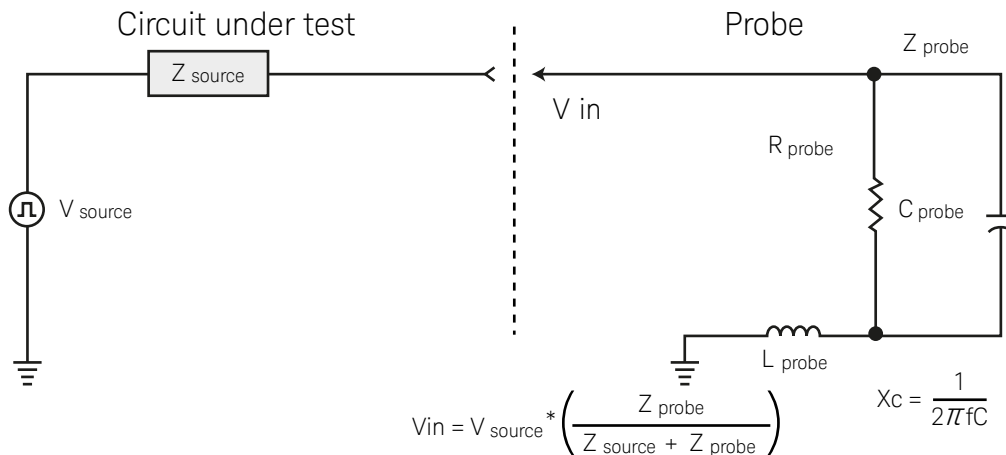 Circuit under test
Probe
Z probe
Z source
V in
R probe
V source
C probe
L probe
Vin = V source * ( Z probe / Z source + Z probe )
Xc = 1 / 2πfC